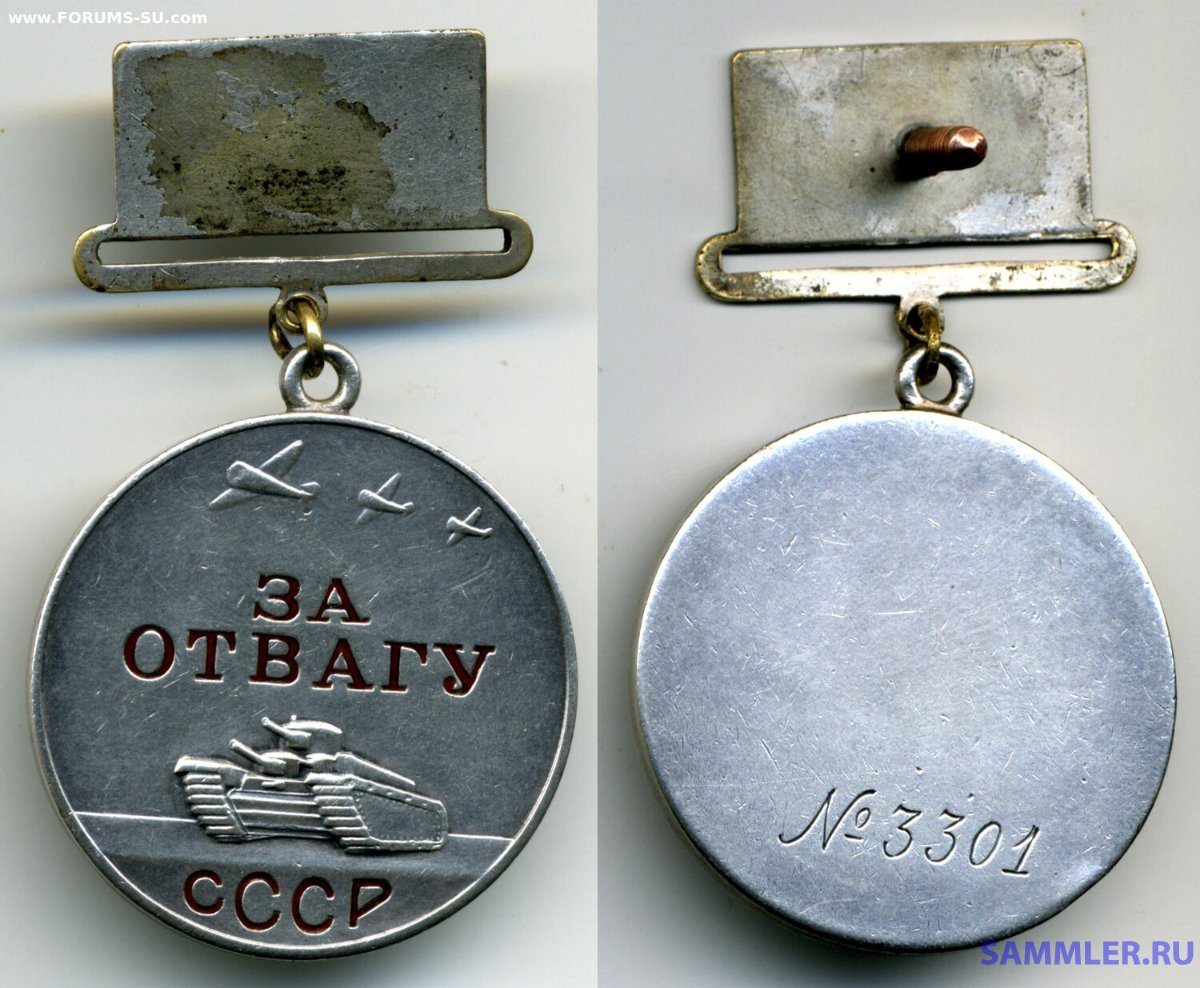 www.FORUMS-SU.com
ЗА
ОТВАГУ
СССР
№3301
SAMMLER.RU